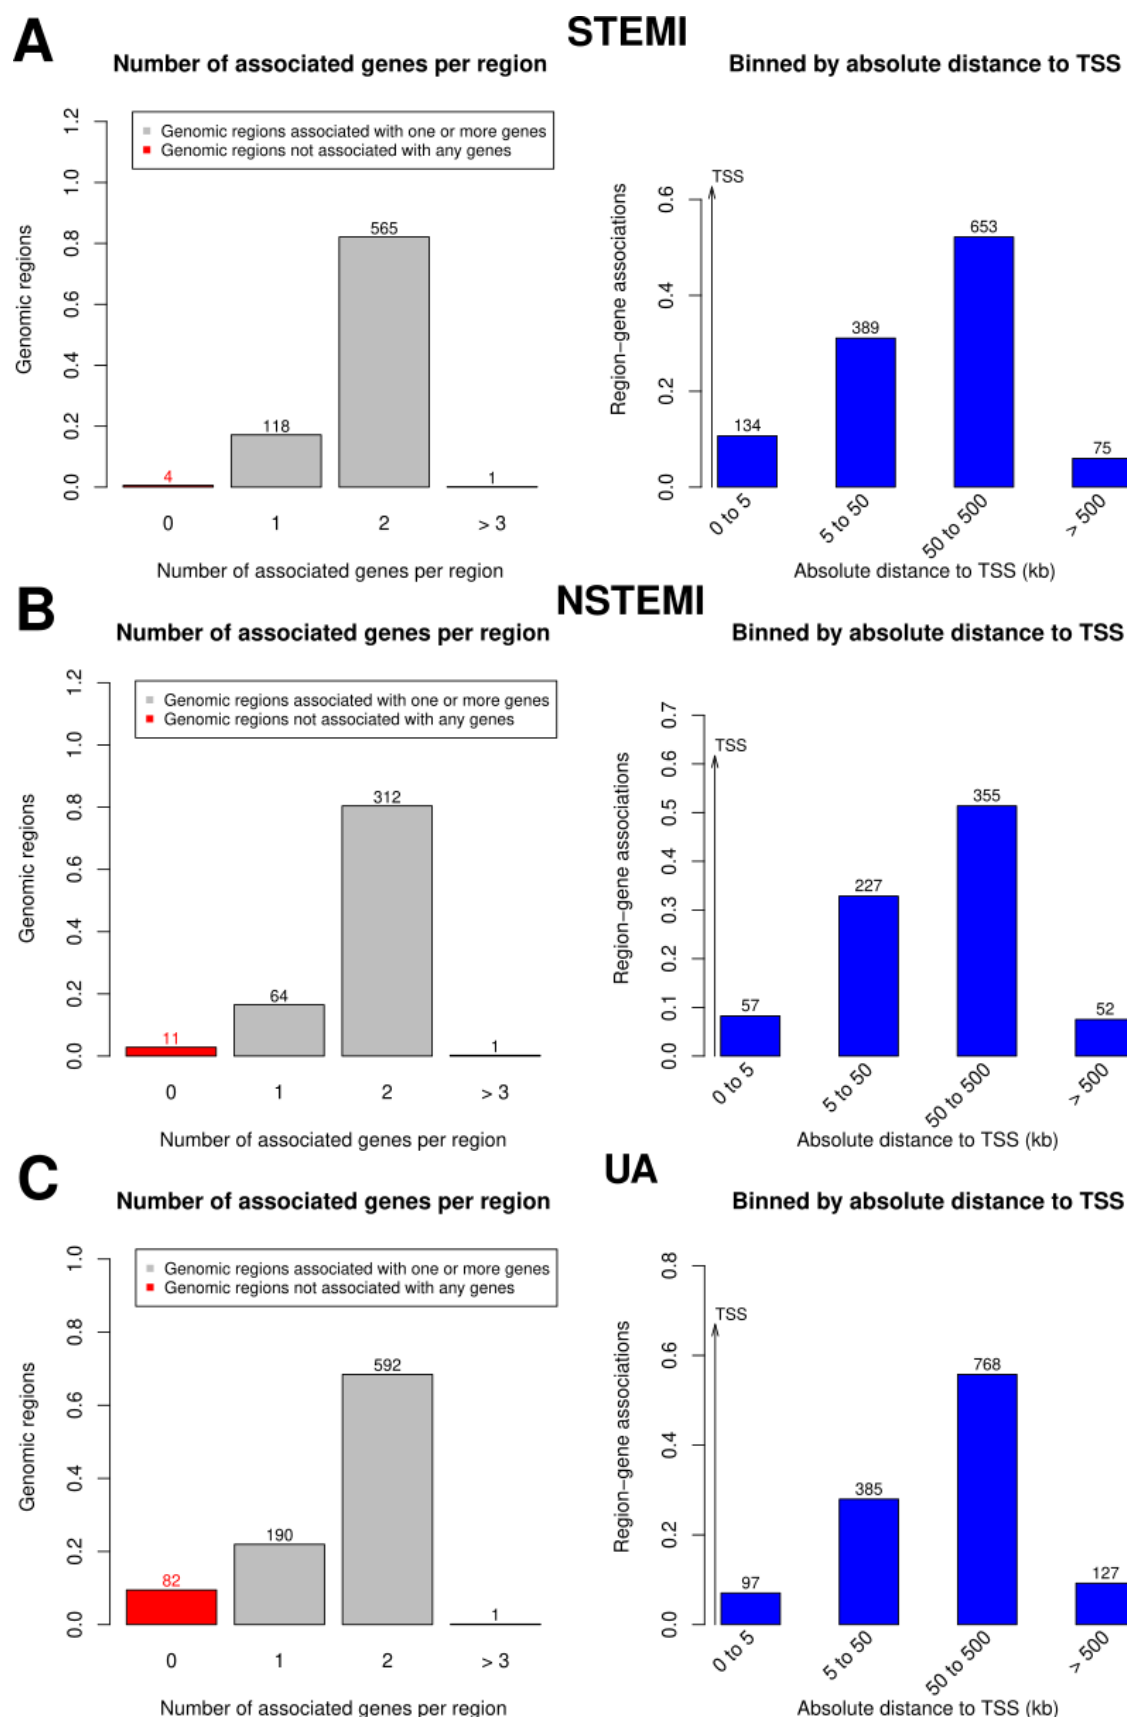 A
STEMI
Number of associated genes per region
Genomic regions associated with one or more genes
Genomic regions not associated with any genes
Genomic regions
1.2
1.0
0.8
0.6
0.4
0.2
0.0
4
118
565
1
0
1
2
> 3
Number of associated genes per region
Binned by absolute distance to TSS
TSS
Region−gene associations
0.6
0.4
0.2
0.0
134
389
653
75
0 to 5
5 to 50
50 to 500
> 500
Absolute distance to TSS (kb)
B
NSTEMI
Number of associated genes per region
Genomic regions associated with one or more genes
Genomic regions not associated with any genes
Genomic regions
1.2
1.0
0.8
0.6
0.4
0.2
0.0
11
64
312
1
0
1
2
> 3
Number of associated genes per region
Binned by absolute distance to TSS
TSS
Region−gene associations
0.7
0.6
0.5
0.4
0.3
0.2
0.1
0.0
57
227
355
52
0 to 5
5 to 50
50 to 500
> 500
Absolute distance to TSS (kb)
C
UA
Number of associated genes per region
Genomic regions associated with one or more genes
Genomic regions not associated with any genes
Genomic regions
1.0
0.8
0.6
0.4
0.2
0.0
82
190
592
1
0
1
2
> 3
Number of associated genes per region
Binned by absolute distance to TSS
TSS
Region−gene associations
0.8
0.6
0.4
0.2
0.0
97
385
768
127
0 to 5
5 to 50
50 to 500
> 500
Absolute distance to TSS (kb)